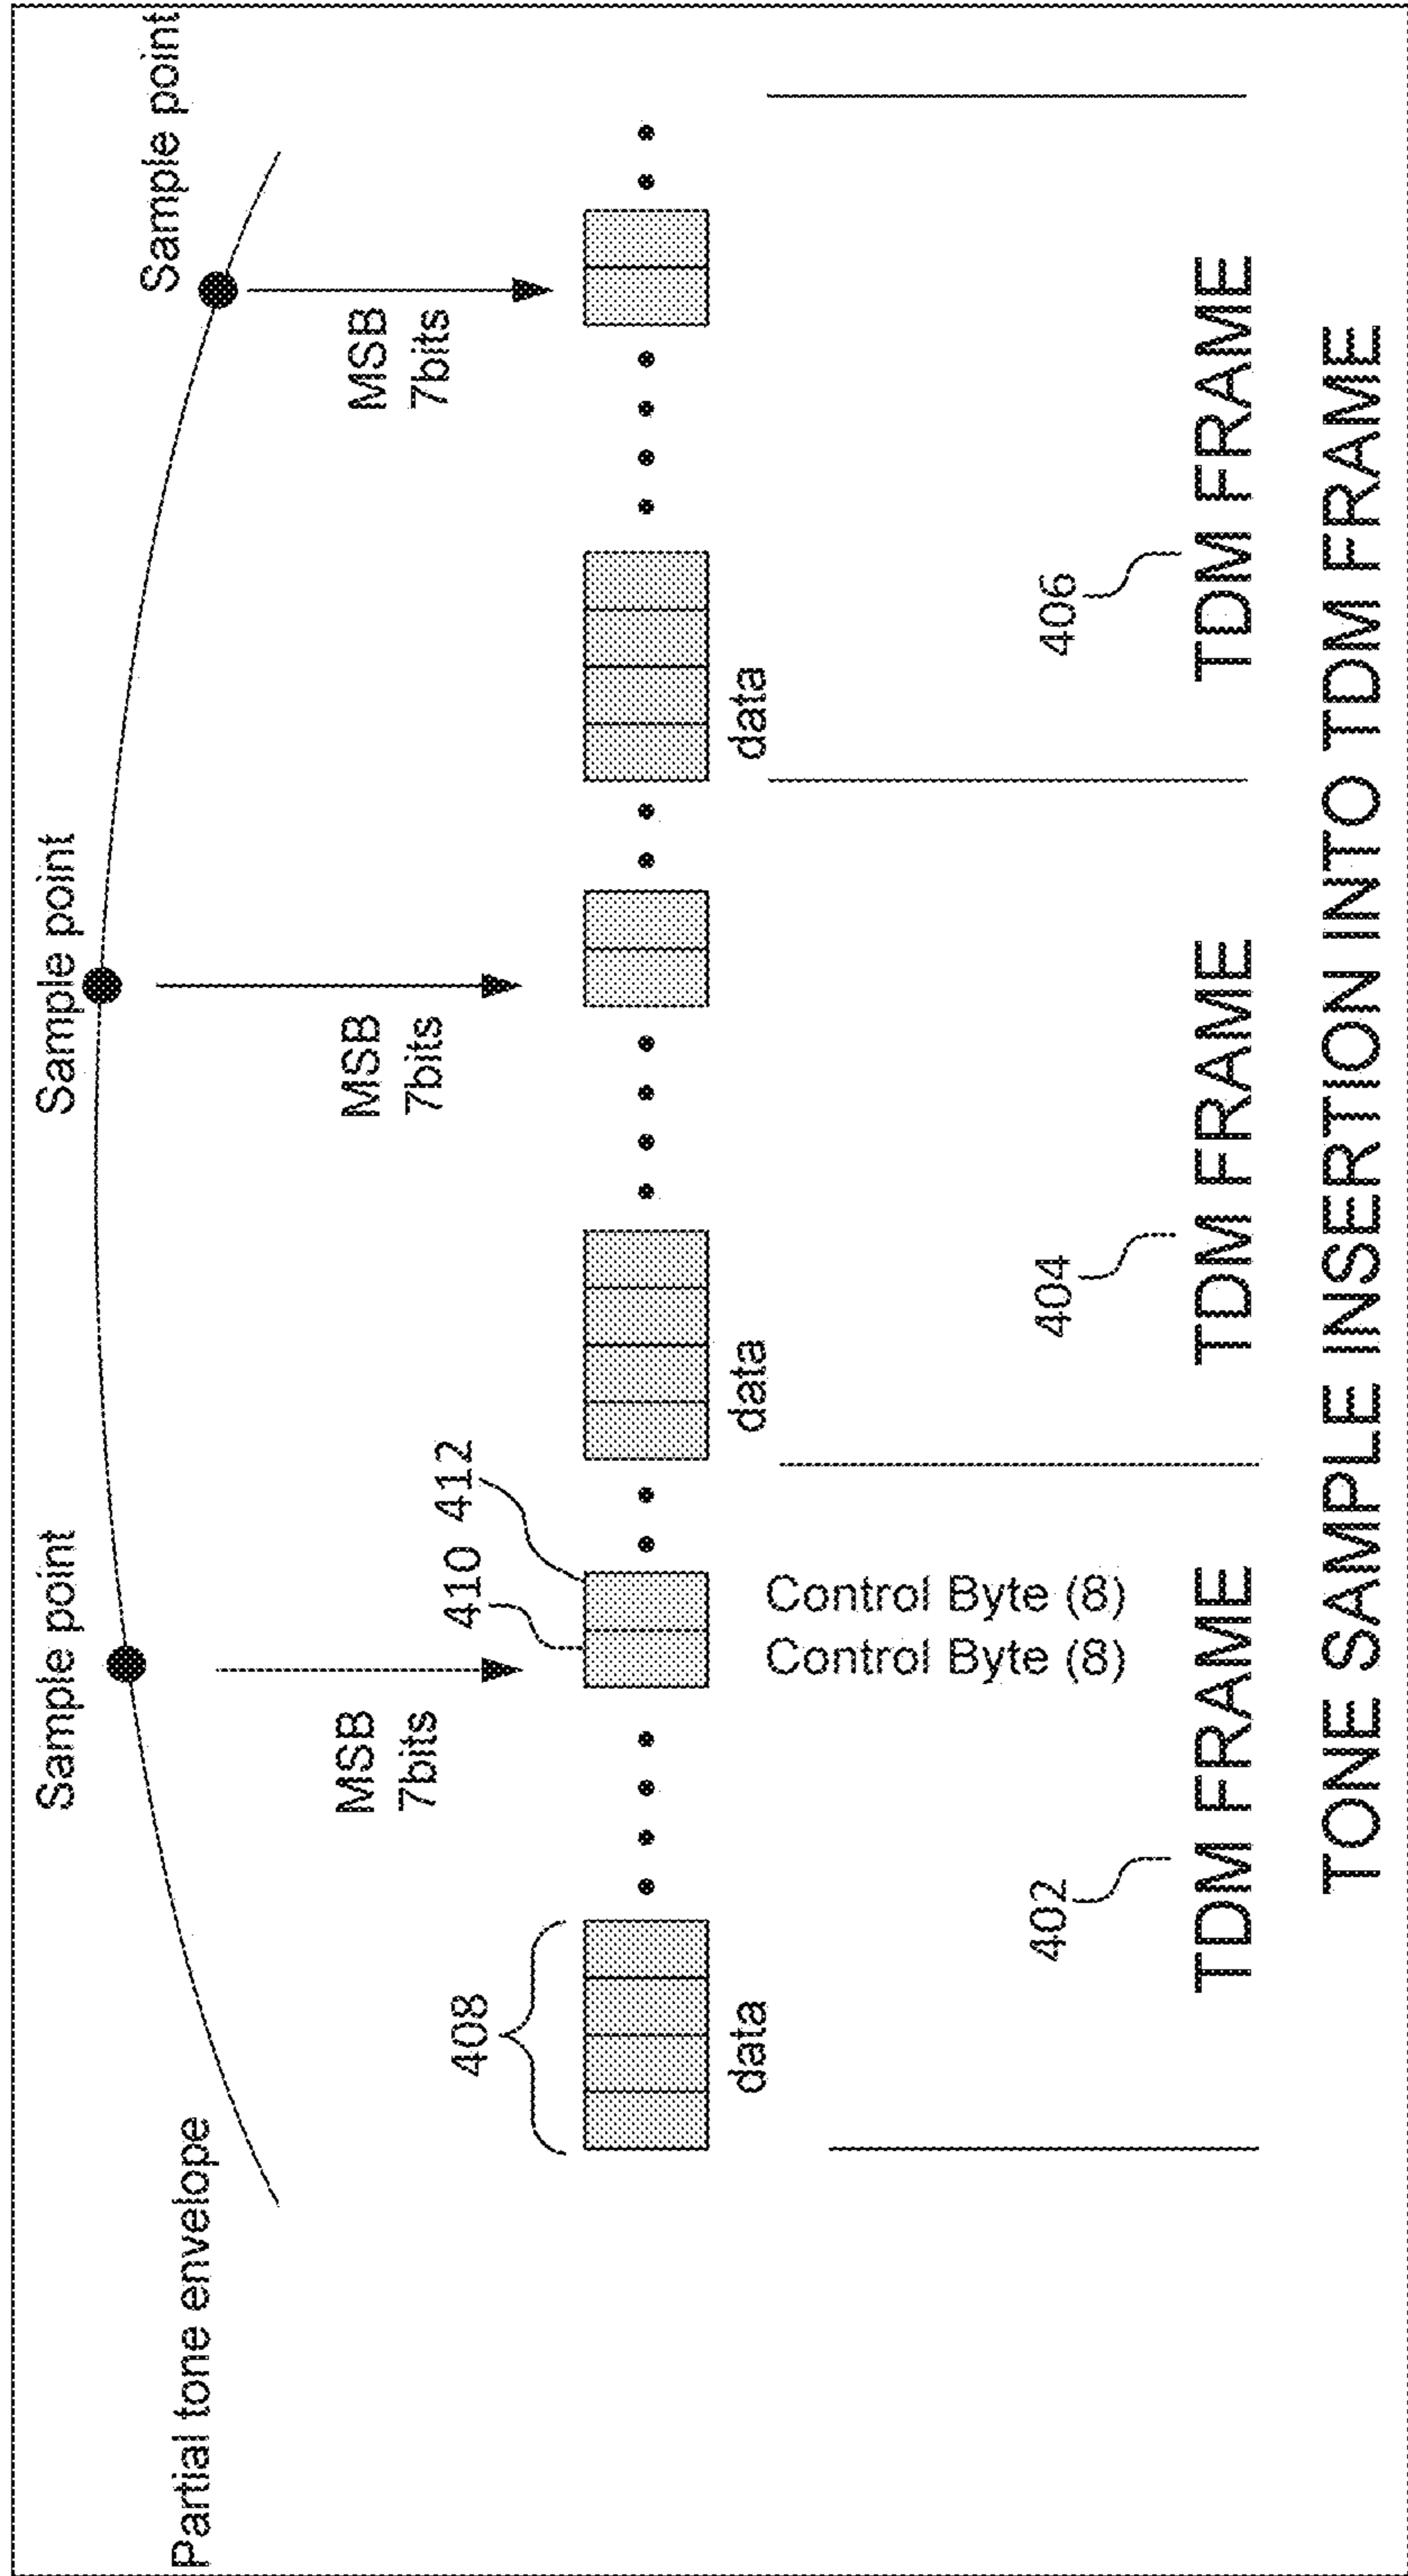 Partial tone envelope
Sample point
Sample point
Sample point
MSB
7bits
MSB
7bits
MSB
7bits
408
410
412
data
data
data
Control Byte (8)
Control Byte (8)
402
404
406
TDM FRAME
TDM FRAME
TDM FRAME
TONE SAMPLE INSERTION INTO TDM FRAME